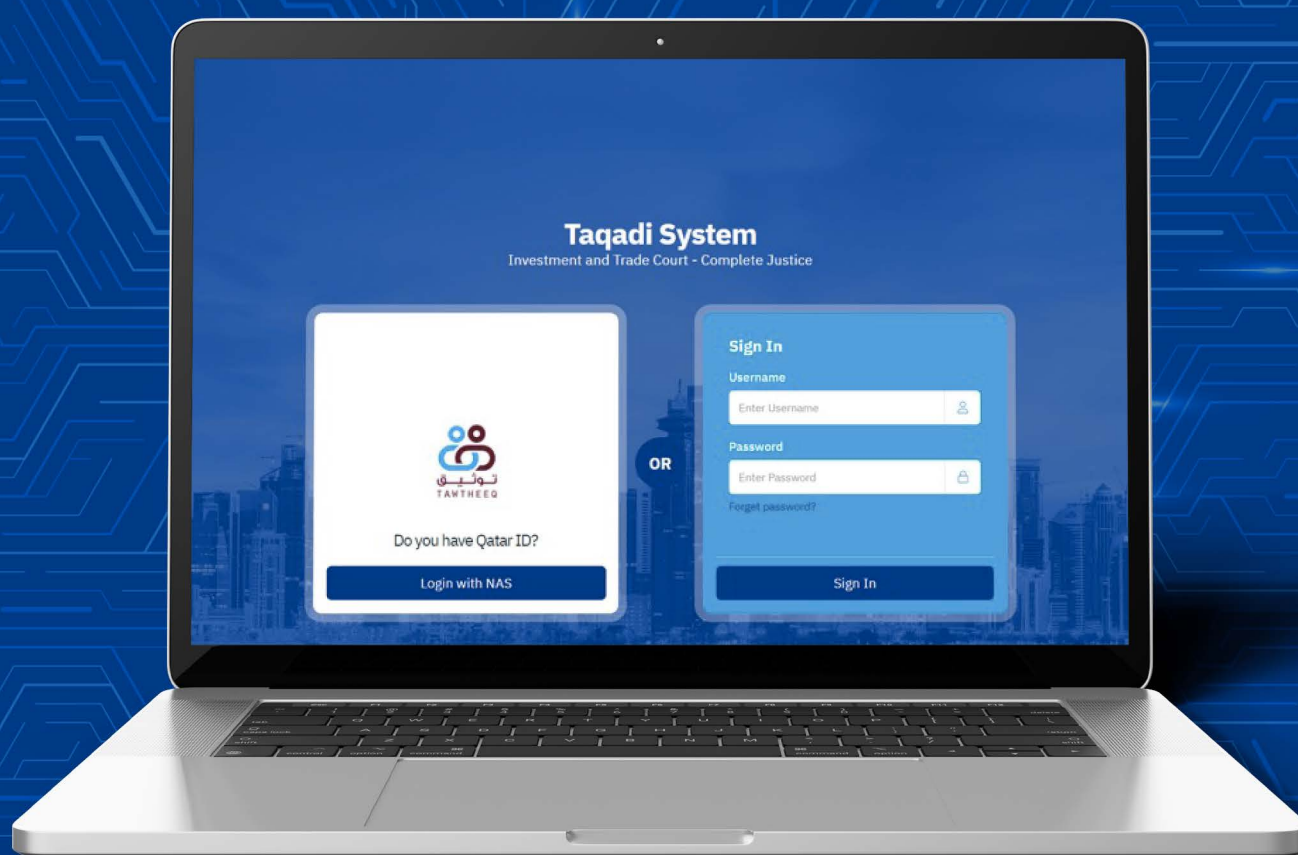 Taqadi System
Investment and Trade Court - Complete Justice
توثيق
TAWTHEEQ
Do you have Qatar ID?
Login with NAS
OR
Sign In
Username
Enter Username
Password
Enter Password
Forget password?
Sign In